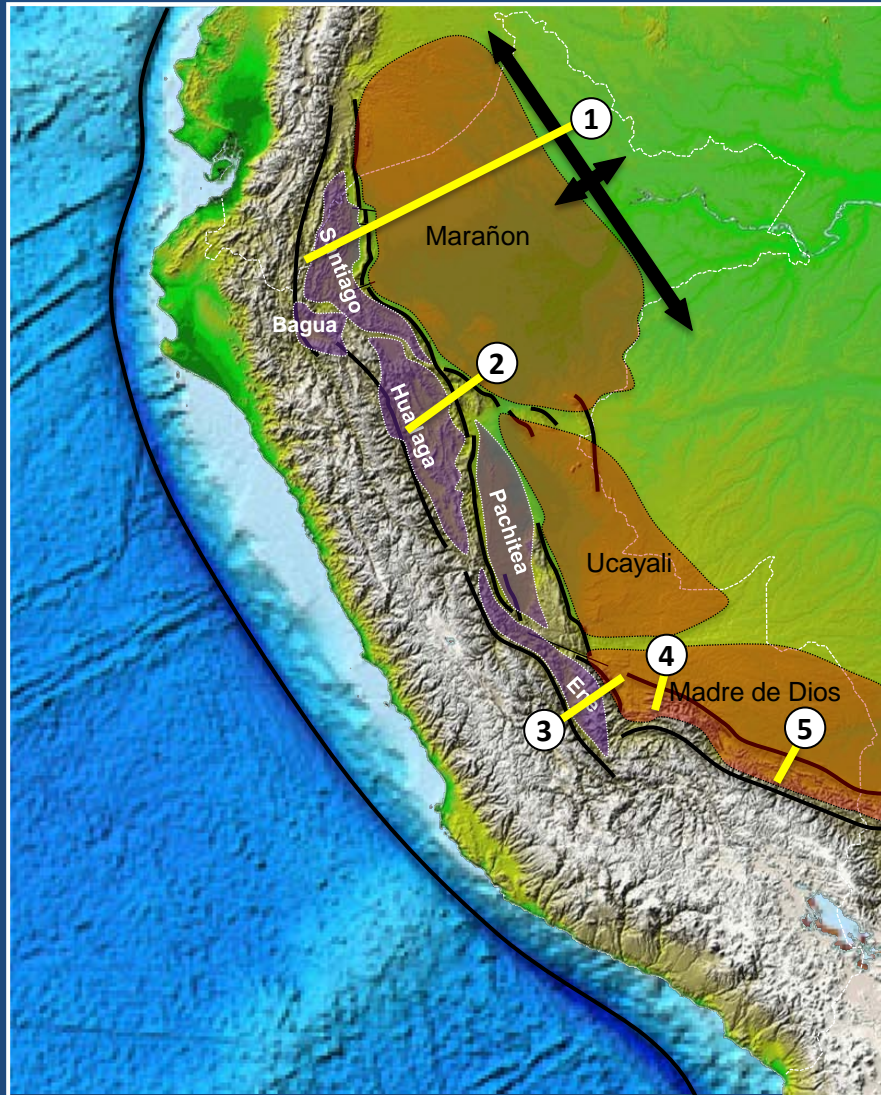 1
Marañon
Santiago
Bagua
2
Huallaga
Pachitea
Ucayali
4
Ene
Madre de Dios
3
5